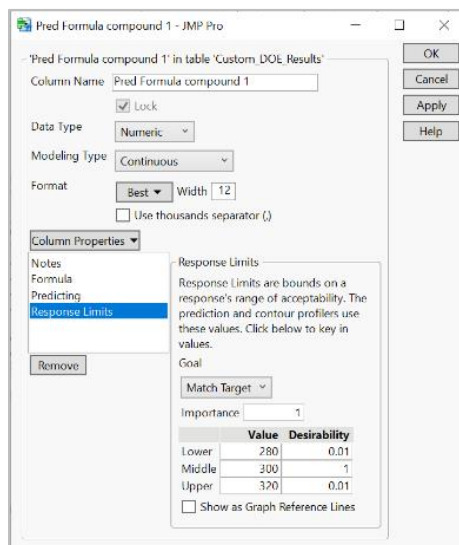 Pred Formula compound 1 - JMP Pro
'Pred Formula compound 1' in table 'Custom_DOE_Results'
Column Name Pred Formula compound 1
Lock
Data Type Numeric
Modeling Type Continuous
Format Best Width 12
Use thousands separator (,)
Column Properties
Notes
Formula
Predicting
Response Limits
Remove
Response Limits
Response Limits are bounds on a
response's range of acceptability. The
prediction and contour profilers use
these values. Click below to key in
values.
Goal
Match Target
Importance 1
Value Desirability
Lower 280 0.01
Middle 300 1
Upper 320 0.01
Show as Graph Reference Lines
OK
Cancel
Apply
Help